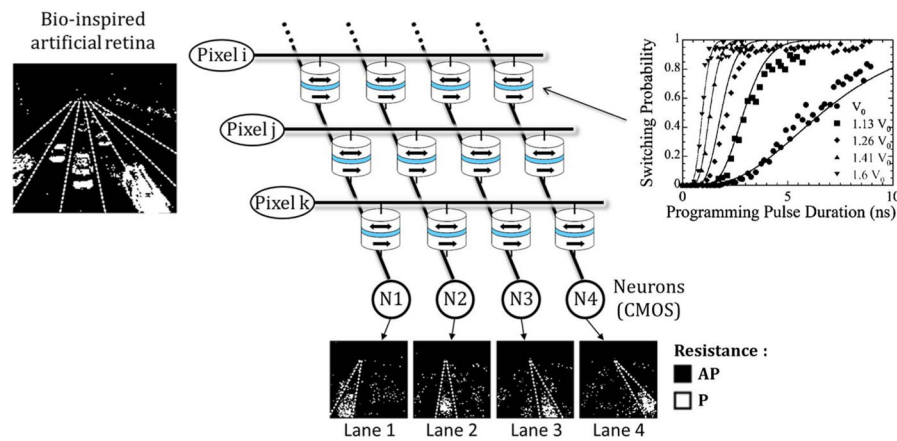 Bio-inspired
artificial retina
Pixel i
Pixel j
Pixel k
N1
N2
N3
N4
Neurons
(CMOS)
Lane 1
Lane 2
Lane 3
Lane 4
Resistance :
AP
P
Switching Probability
1
0.8
0.6
0.4
0.2
0
0
5
10
Programming Pulse Duration (ns)
V₀
1.13 V₀
1.26 V₀
1.41 V₀
1.6 V₀